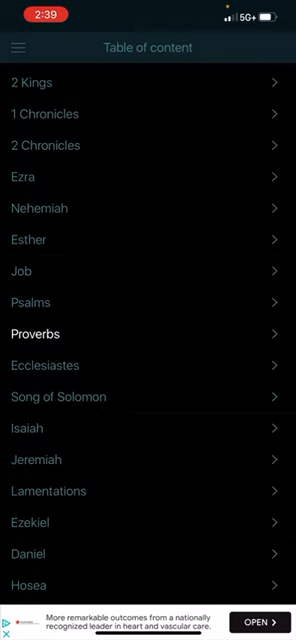 2:39
5G+
Table of content
2 Kings
1 Chronicles
2 Chronicles
Ezra
Nehemiah
Esther
Job
Psalms
Proverbs
Ecclesiastes
Song of Solomon
Isaiah
Jeremiah
Lamentations
Ezekiel
Daniel
Hosea
More remarkable outcomes from a nationally
recognized leader in heart and vascular care.
OPEN